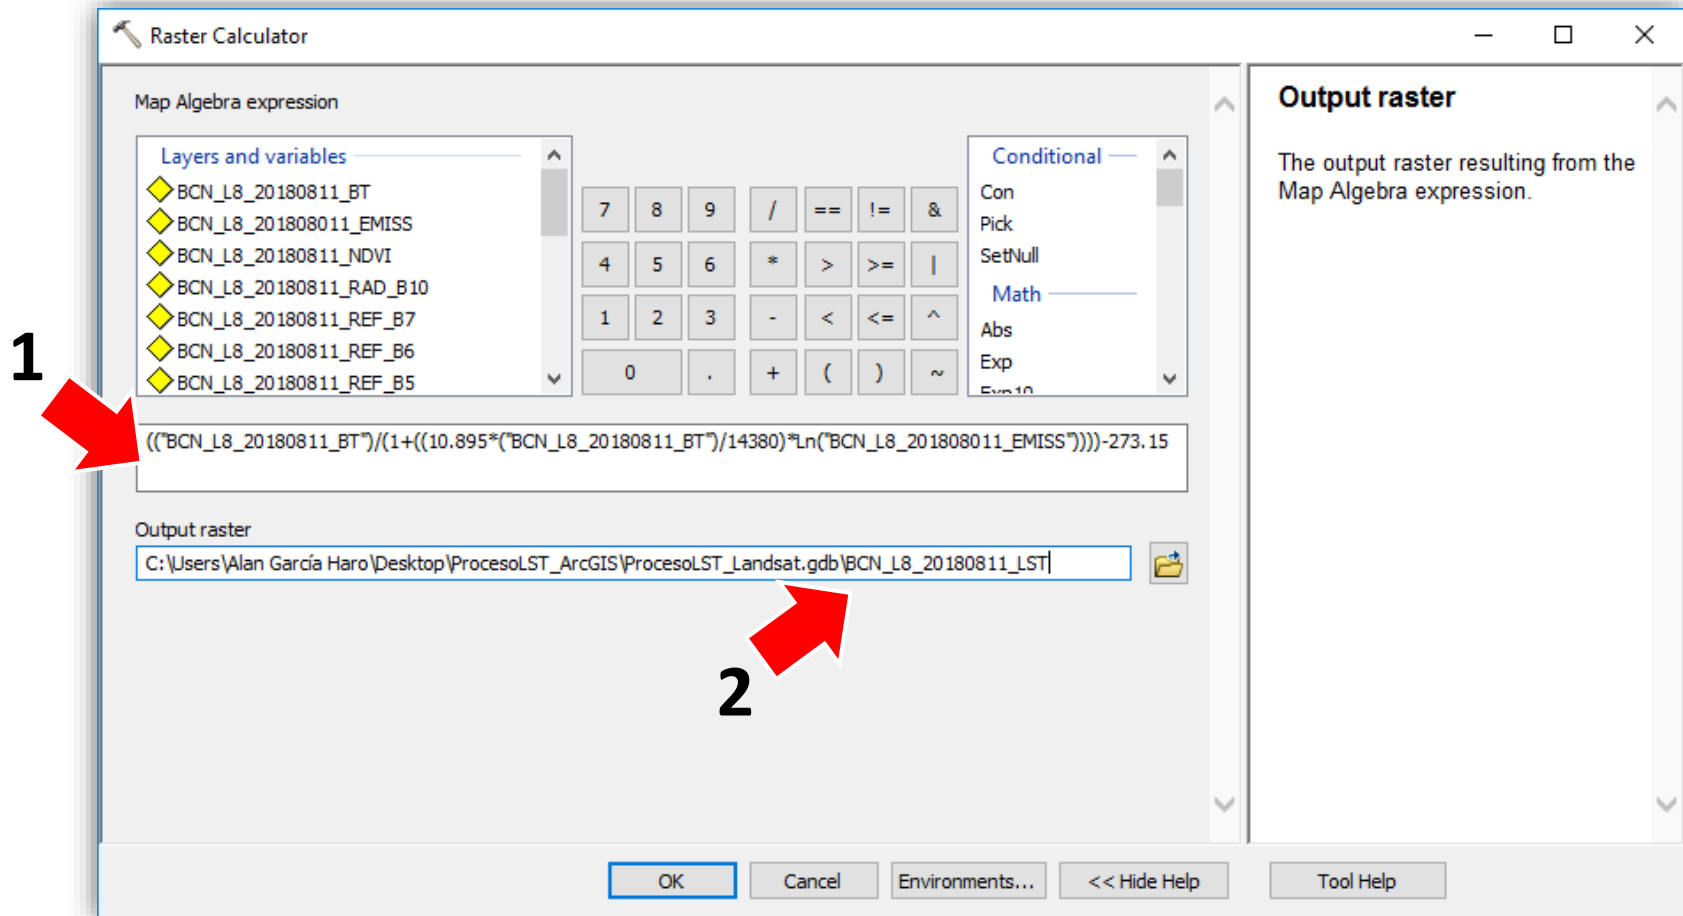 Raster Calculator
Map Algebra expression
Layers and variables
BCN_L8_20180811_BT
BCN_L8_201808011_EMISS
BCN_L8_20180811_NDVI
BCN_L8_20180811_RAD_B10
BCN_L8_20180811_REF_B7
BCN_L8_20180811_REF_B6
BCN_L8_20180811_REF_B5
7 8 9 / == != &
4 5 6 * > >= |
1 2 3 - < <= ^
0 . + ( ) ~
Conditional
Con
Pick
SetNull
Math
Abs
Exp
Exp10
1
(("BCN_L8_20180811_BT")/(1+((10.895*("BCN_L8_20180811_BT")/14380)*Ln("BCN_L8_201808011_EMISS"))))-273.15
Output raster
C:\Users\Alan García Haro\Desktop\ProcesoLST_ArcGIS\ProcesoLST_Landsat.gdb\BCN_L8_20180811_LST
2
OK
Cancel
Environments...
<< Hide Help
Tool Help
Output raster
The output raster resulting from the
Map Algebra expression.